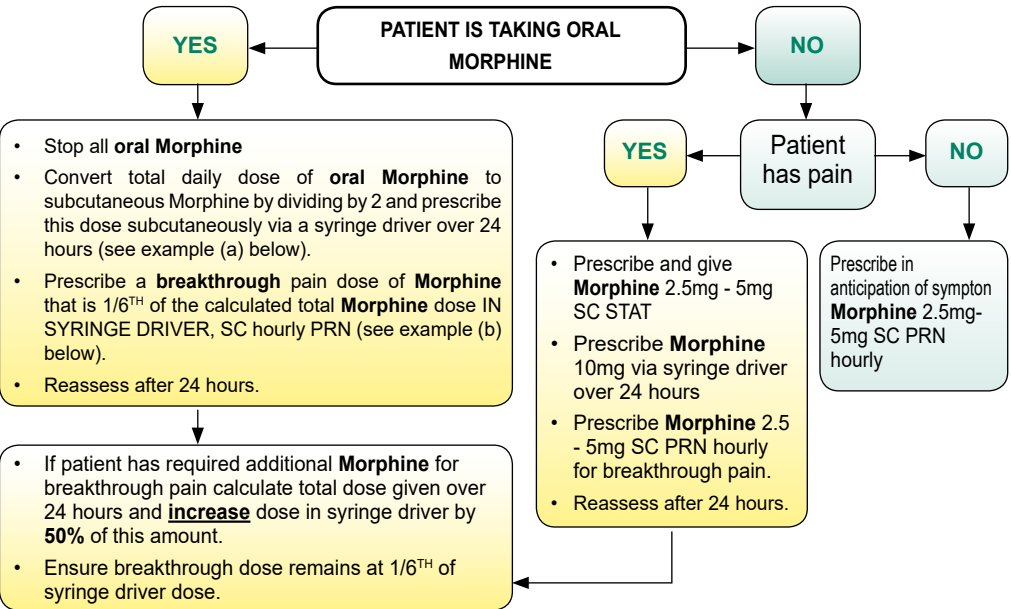 PATIENT IS TAKING ORAL
MORPHINE
YES
NO
• Stop all oral Morphine
• Convert total daily dose of oral Morphine to
subcutaneous Morphine by dividing by 2 and prescribe
this dose subcutaneously via a syringe driver over 24
hours (see example (a) below).
• Prescribe a breakthrough pain dose of Morphine
that is 1/6TH of the calculated total Morphine dose IN
SYRINGE DRIVER, SC hourly PRN (see example (b)
below).
• Reassess after 24 hours.
• If patient has required additional Morphine for
breakthrough pain calculate total dose given over
24 hours and increase dose in syringe driver by
50% of this amount.
• Ensure breakthrough dose remains at 1/6TH of
syringe driver dose.
Patient
has pain
YES
NO
• Prescribe and give
Morphine 2.5mg - 5mg
SC STAT
• Prescribe Morphine
10mg via syringe driver
over 24 hours
• Prescribe Morphine 2.5
- 5mg SC PRN hourly
for breakthrough pain.
• Reassess after 24 hours.
Prescribe in
anticipation of sympton
Morphine 2.5mg-
5mg SC PRN
hourly